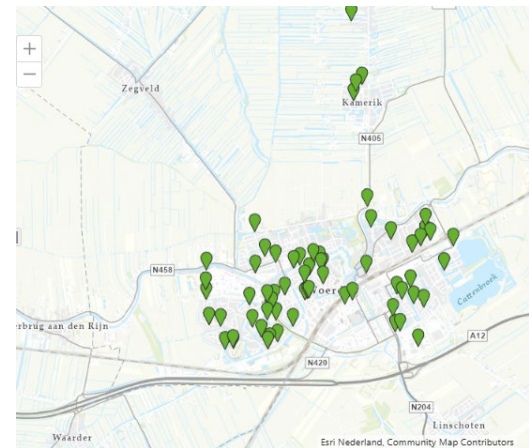 +
−
Zegveld
Kamerik
N405
N458
Woer
erbrug aan den Rijn
Cattenbroek
A12
N420
N204
Linschoten
Waarder
Esri Nederland, Community Map Contributors